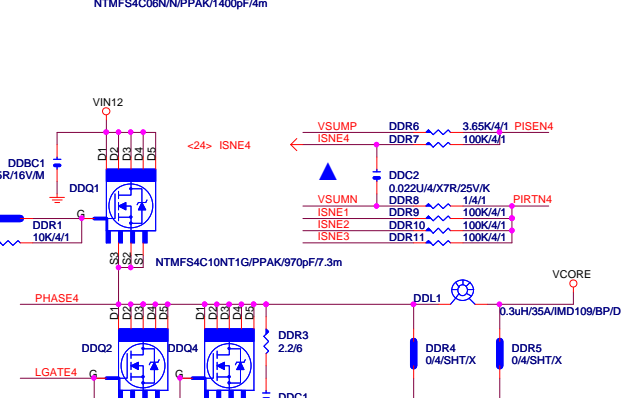 NTMFS4C06N/N/PPAK/1400pF/4m
VIN12
D1 D2 D3 D4 D5
<24> ISNE4
VSUMP DDR6 3.65K/4/1 PISEN4
ISNE4 DDR7 100K/4/1
DDBC1
5R/16V/M
DDQ1
DDC2
0.022U/4/X7R/25V/K
VSUMN DDR8 1/4/1 PIRTN4
ISNE1 DDR9 100K/4/1
ISNE2 DDR10 100K/4/1
ISNE3 DDR11 100K/4/1
G
DDR1
10K/4/1
S3 S2 S1
NTMFS4C10NT1G/PPAK/970pF/7.3m
VCORE
PHASE4
DDL1
0.3uH/35A/IMD109/BP/D
D1 D2 D3 D4 D5
D1 D2 D3 D4 D5
DDR3
2.2/6
DDQ2
DDQ4
DDR4
0/4/SHT/X
DDR5
0/4/SHT/X
LGATE4
G
G
DDC1